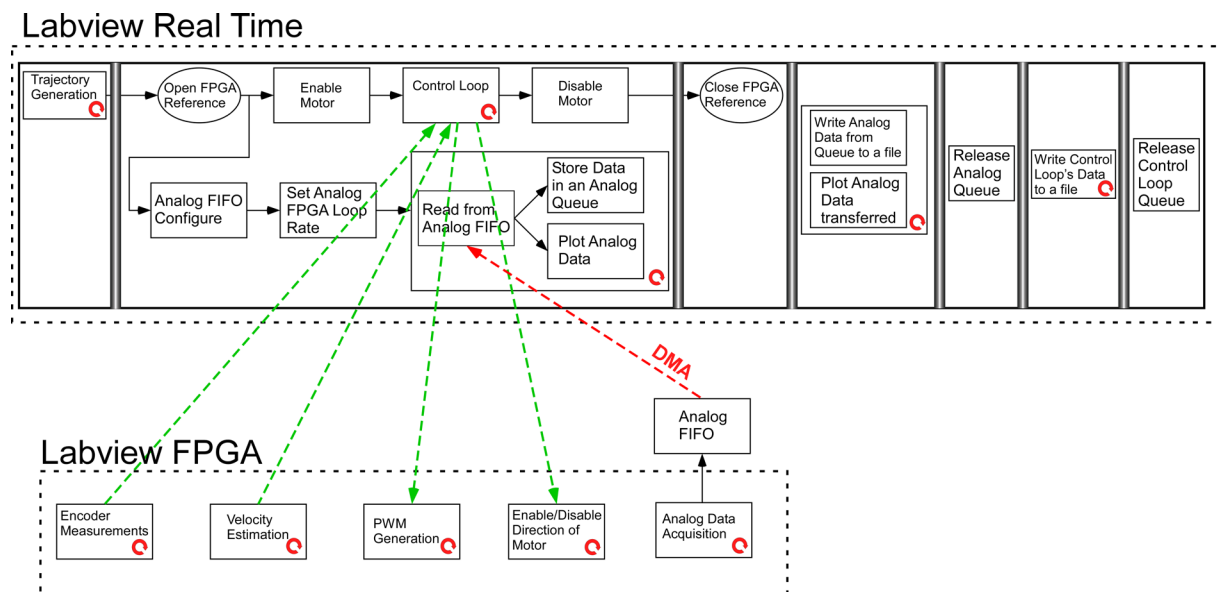 Labview Real Time
Trajectory
Generation
Open FPGA
Reference
Enable
Motor
Control Loop
Disable
Motor
Close FPGA
Reference
Analog FIFO
Configure
Set Analog
FPGA Loop
Rate
Read from
Analog FIFO
Store Data
in an Analog
Queue
Plot Analog
Data
Write Analog
Data from
Queue to a file
Plot Analog
Data
transferred
Release
Analog
Queue
Write Control
Loop's Data
to a file
Release
Control
Loop
Queue
DMA
Analog
FIFO
Labview FPGA
Encoder
Measurements
Velocity
Estimation
PWM
Generation
Enable/Disable
Direction of
Motor
Analog Data
Acquisition